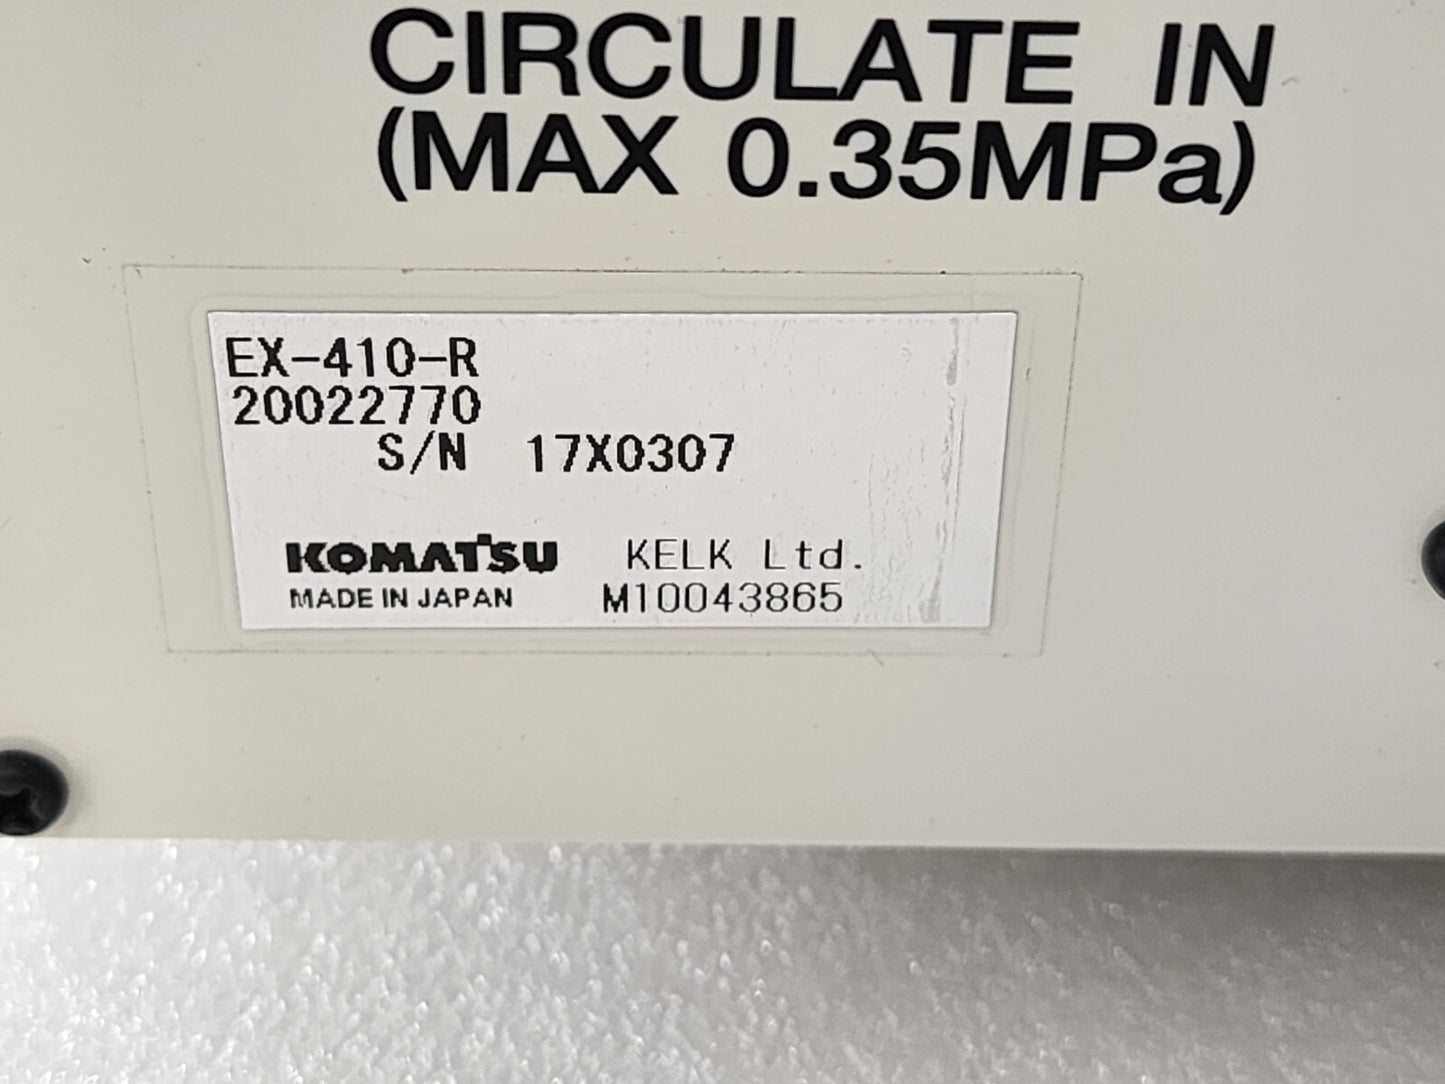 CIRCULATE IN
(MAX 0.35MPa)
EX-410-R
20022770
S/N 17X0307
KOMATSU KELK Ltd.
MADE IN JAPAN M10043865